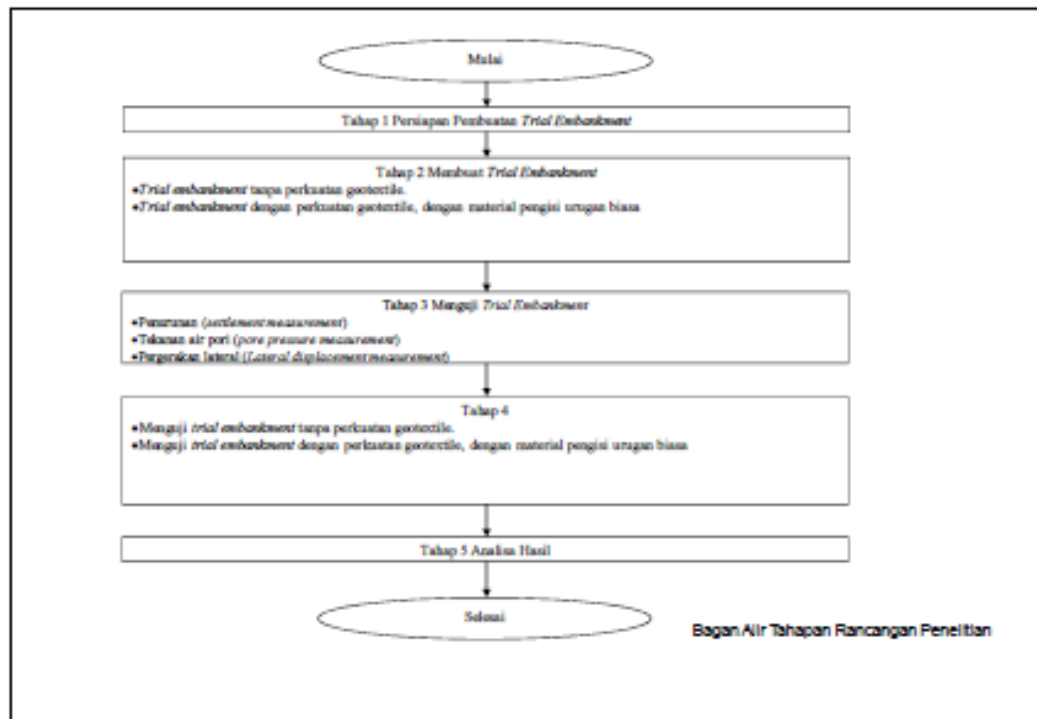 Mulai
Tahap 1 Persiapan Pembuatan Trial Embankment
Tahap 2 Membuat Trial Embankment
•Trial embankment tanpa perkuatan geotextile.
•Trial embankment dengan perkuatan geotextile, dengan material pengisi urugan biasa
Tahap 3 Menguji Trial Embankment
•Penurunan (settlement measurement)
•Tekanan air pori (pore pressure measurement)
•Pergerakan lateral (Lateral displacement measurement)
Tahap 4
•Menguji trial embankment tanpa perkuatan geotextile.
•Menguji trial embankment dengan perkuatan geotextile, dengan material pengisi urugan biasa
Tahap 5 Analisa Hasil
Selesai
Bagan Alir Tahapan Rancangan Penelitian